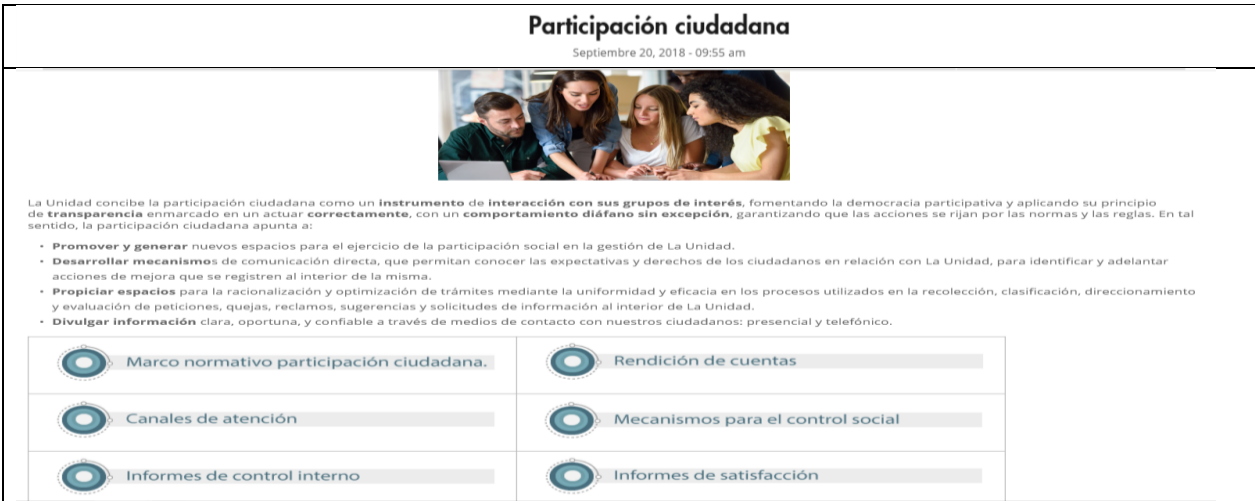 Participación ciudadana
Septiembre 20, 2018 - 09:55 am
La Unidad concibe la participación ciudadana como un instrumento de interacción con sus grupos de interés, fomentando la democracia participativa y aplicando su principio
de transparencia enmarcado en un actuar correctamente, con un comportamiento diáfano sin excepción, garantizando que las acciones se rijan por las normas y las reglas. En tal
sentido, la participación ciudadana apunta a:
• Promover y generar nuevos espacios para el ejercicio de la participación social en la gestión de La Unidad.
• Desarrollar mecanismos de comunicación directa, que permitan conocer las expectativas y derechos de los ciudadanos en relación con La Unidad, para identificar y adelantar
acciones de mejora que se registren al interior de la misma.
• Propiciar espacios para la racionalización y optimización de trámites mediante la uniformidad y eficacia en los procesos utilizados en la recolección, clasificación, direccionamiento
y evaluación de peticiones, quejas, reclamos, sugerencias y solicitudes de información al interior de La Unidad.
• Divulgar información clara, oportuna, y confiable a través de medios de contacto con nuestros ciudadanos: presencial y telefónico.
Marco normativo participación ciudadana.
Rendición de cuentas
Canales de atención
Mecanismos para el control social
Informes de control interno
Informes de satisfacción